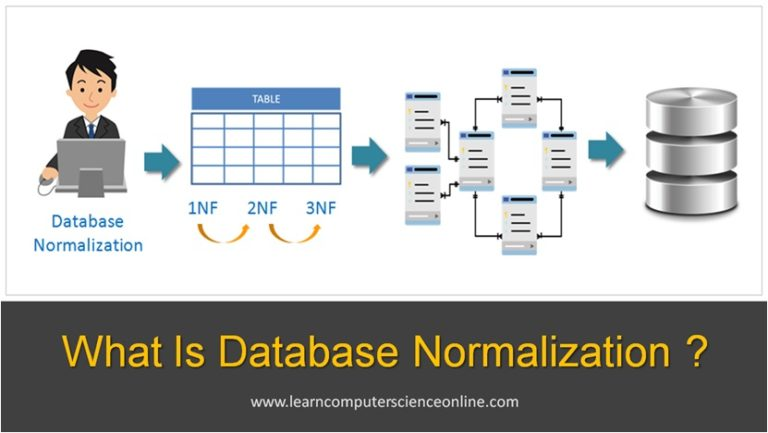 TABLE
1NF 2NF 3NF
Database
Normalization
What Is Database Normalization ?
www.learncomputerscienceonline.com